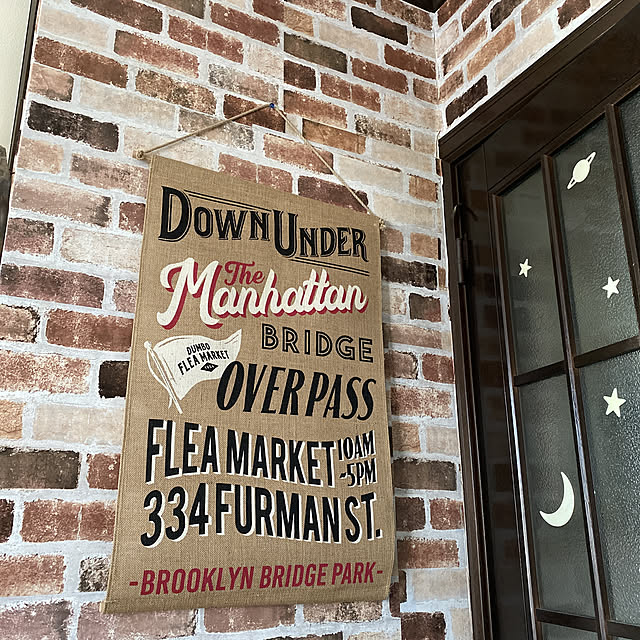 DOWN UNDER
The
Manhattan
BRIDGE
DUMBO
FLEA MARKET
OVERPASS
FLEA MARKET 10AM
~5PM
334 FURMAN ST.
-BROOKLYN BRIDGE PARK-